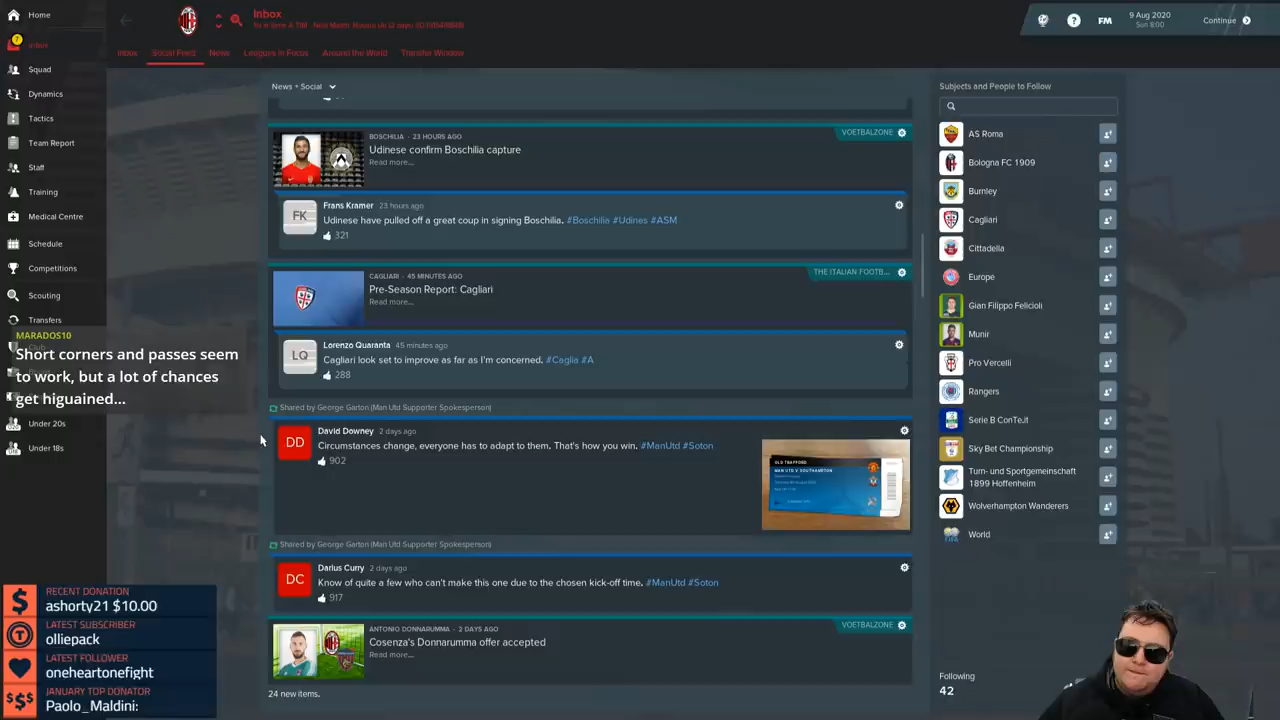 Home
Inbox
9 Aug 2020
Sun 8:00
FM
Continue
?
Inbox
Inbox
Social Feed
News
Leagues in Focus
Around the World
Transfer Window
Squad
Dynamics
Tactics
Team Report
Staff
Training
Medical Centre
Schedule
Competitions
Scouting
Transfers
Club
MARADOS10
Short corners and passes seem
to work, but a lot of chances
get higuained...
Under 20s
Under 18s
News + Social
BOSCHILIA · 23 HOURS AGO
VOETBALZONE
Udinese confirm Boschilia capture
Read more...
FK
Frans Kramer 23 hours ago
Udinese have pulled off a great coup in signing Boschilia. #Boschilia #Udines #ASM
321
CAGLIARI · 45 MINUTES AGO
THE ITALIAN FOOTB...
Pre-Season Report: Cagliari
Read more...
LQ
Lorenzo Quaranta 45 minutes ago
Cagliari look set to improve as far as I'm concerned. #Caglia #A
288
Shared by George Garton (Man Utd Supporter Spokesperson)
DD
David Downey 2 days ago
Circumstances change, everyone has to adapt to them. That's how you win. #ManUtd #Soton
902
OLD TRAFFORD
MAN UTD V SOUTHAMPTON
Shared by George Garton (Man Utd Supporter Spokesperson)
DC
Darius Curry 2 days ago
Know of quite a few who can't make this one due to the chosen kick-off time. #ManUtd #Soton
917
ANTONIO DONNARUMMA · 2 DAYS AGO
VOETBALZONE
Cosenza's Donnarumma offer accepted
Read more...
24 new items.
Subjects and People to Follow
AS Roma
Bologna FC 1909
Burnley
Cagliari
Cittadella
Europe
Gian Filippo Felicioli
Munir
Pro Vercelli
Rangers
Serie B ConTe.it
Sky Bet Championship
Turn- und Sportgemeinschaft
1899 Hoffenheim
Wolverhampton Wanderers
World
Following
42
RECENT DONATION
ashorty21 $10.00
LATEST SUBSCRIBER
olliepack
LATEST FOLLOWER
oneheartonefight
JANUARY TOP DONATOR
Paolo_Maldini: